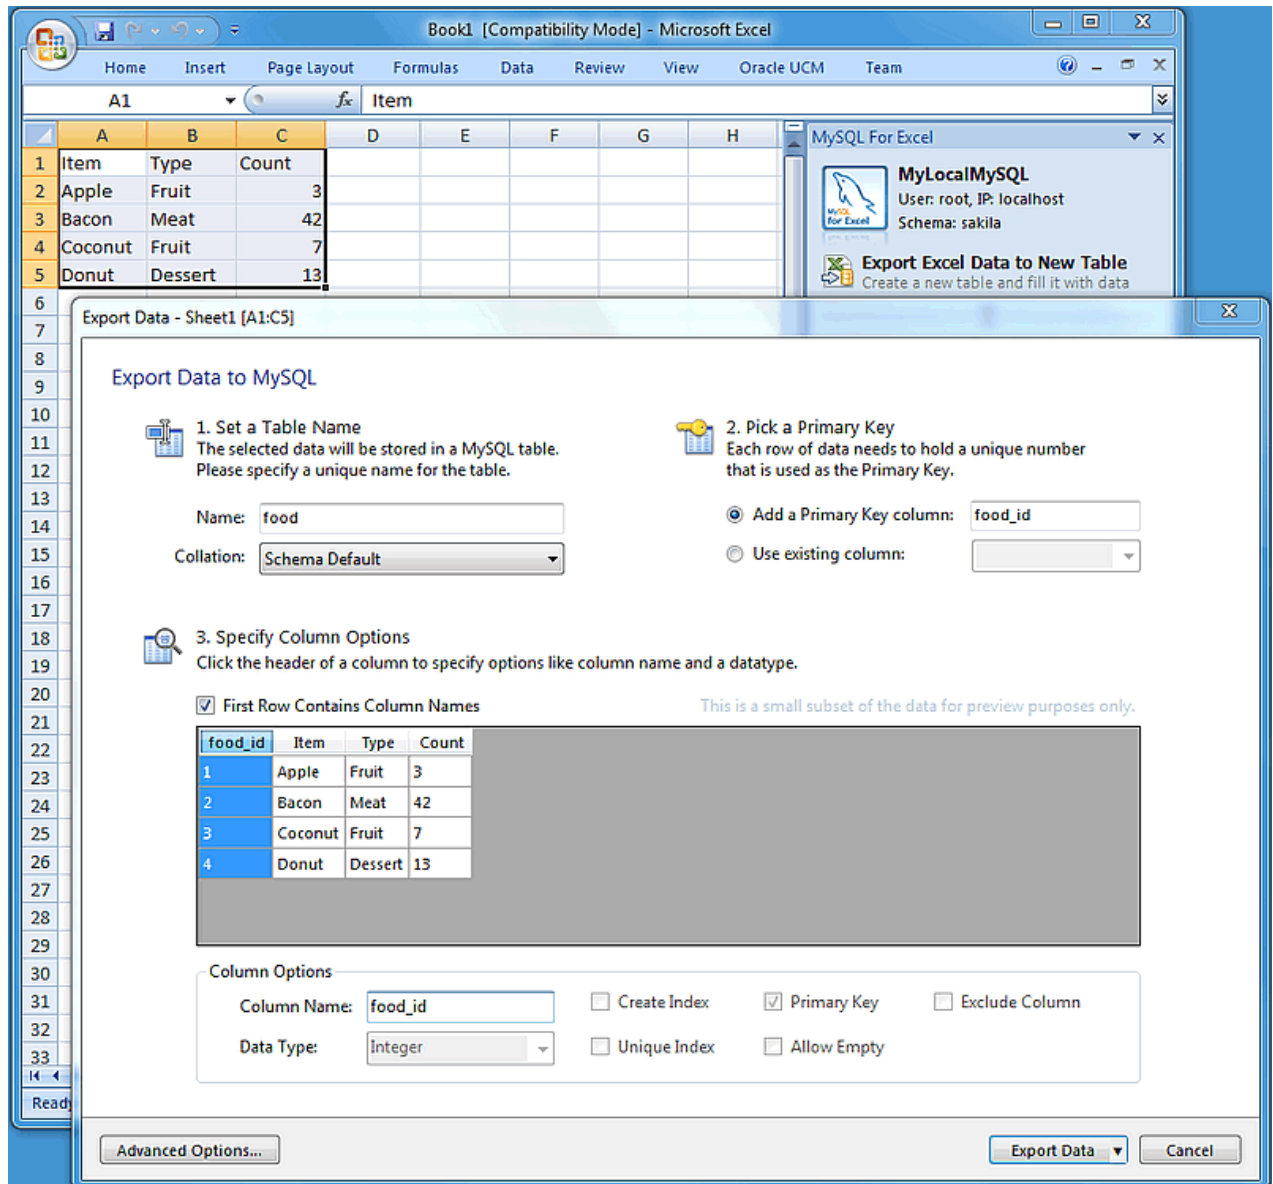 Book1 [Compatibility Mode] - Microsoft Excel
Home Insert Page Layout Formulas Data Review View Oracle UCM Team
A1 fx Item
A B C D E F G H
1 Item Type Count
2 Apple Fruit 3
3 Bacon Meat 42
4 Coconut Fruit 7
5 Donut Dessert 13
6
7
8
9
10
11
12
13
14
15
16
17
18
19
20
21
22
23
24
25
26
27
28
29
30
31
32
33
Ready
MySQL For Excel
MySQL for Excel
MyLocalMySQL
User: root, IP: localhost
Schema: sakila
Export Excel Data to New Table
Create a new table and fill it with data
Export Data - Sheet1 [A1:C5]
Export Data to MySQL
1. Set a Table Name
The selected data will be stored in a MySQL table.
Please specify a unique name for the table.
Name: food
Collation: Schema Default
2. Pick a Primary Key
Each row of data needs to hold a unique number
that is used as the Primary Key.
Add a Primary Key column: food_id
Use existing column:
3. Specify Column Options
Click the header of a column to specify options like column name and a datatype.
First Row Contains Column Names
This is a small subset of the data for preview purposes only.
food_id Item Type Count
1 Apple Fruit 3
2 Bacon Meat 42
3 Coconut Fruit 7
4 Donut Dessert 13
Column Options
Column Name: food_id
Create Index Primary Key Exclude Column
Data Type: Integer
Unique Index Allow Empty
Advanced Options... Export Data Cancel